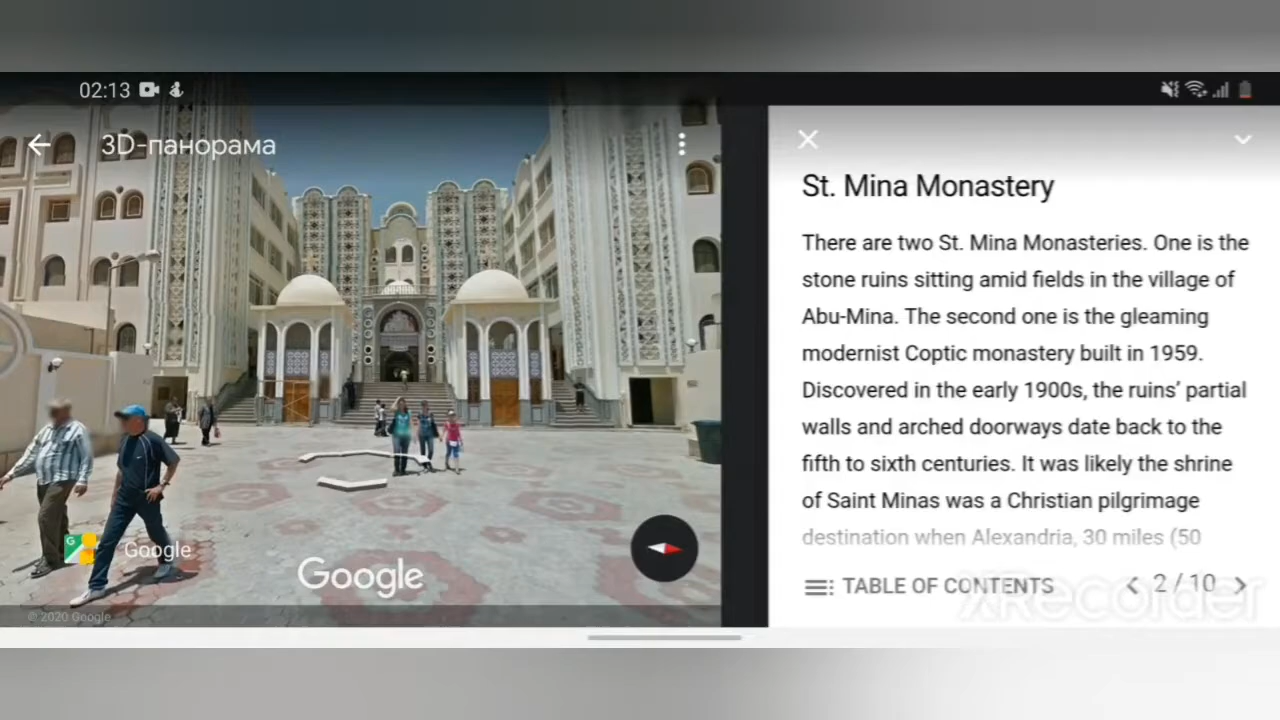 02:13
3D-панорама
St. Mina Monastery
There are two St. Mina Monasteries. One is the
stone ruins sitting amid fields in the village of
Abu-Mina. The second one is the gleaming
modernist Coptic monastery built in 1959.
Discovered in the early 1900s, the ruins’ partial
walls and arched doorways date back to the
fifth to sixth centuries. It was likely the shrine
of Saint Minas was a Christian pilgrimage
destination when Alexandria, 30 miles (50
G
Google
Google
© 2020 Google
TABLE OF CONTENTS
2 / 10
XRecorder